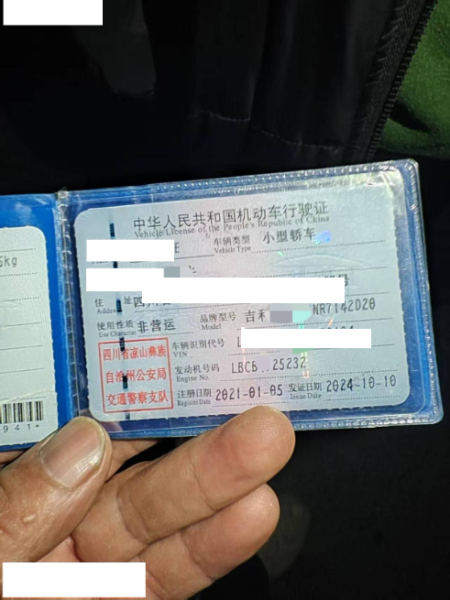 5kg
中华人民共和国机动车行驶证
Vehicle License of the People's Republic of China
车辆类型 小型轿车
Vehicle Type
住 址 四川
Address
使用性质 非营运
Use Character
品牌型号 吉利 NR7142D20
Model
四川省凉山彝族
自治州公安局
交通警察支队
车辆识别代号 L
VIN
发动机号码 LBCb 25232
Engine No.
注册日期 2021-01-05
Register Date
发证日期 2024-10-10
Issue Date
941*